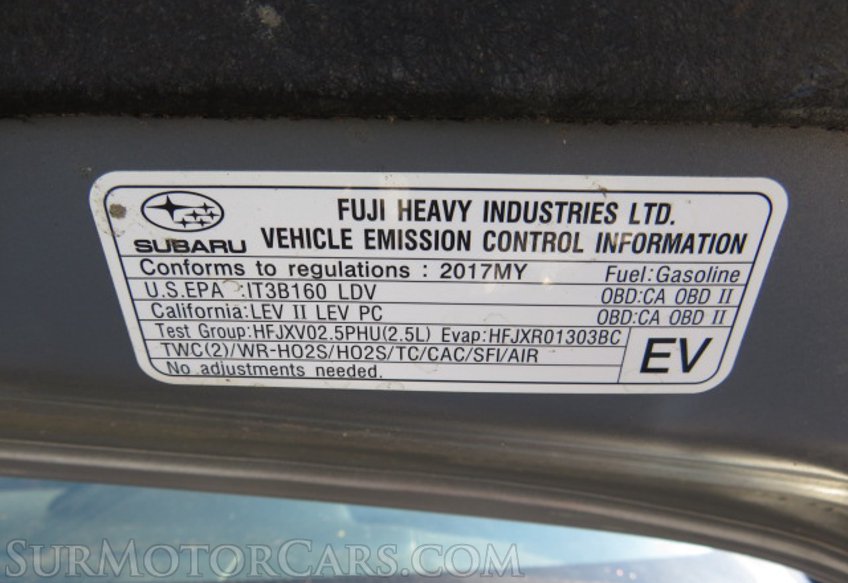 FUJI HEAVY INDUSTRIES LTD.
SUBARU VEHICLE EMISSION CONTROL INFORMATION
Conforms to regulations : 2017MY Fuel:Gasoline
U.S.EPA :IT3B160 LDV OBD:CA OBD II
California:LEV II LEV PC OBD:CA OBD II
Test Group:HFJXV02.5PHU(2.5L) Evap:HFJXR01303BC
TWC(2)/WR-HO2S/HO2S/TC/CAC/SFI/AIR
EV
No adjustments needed.
SURMOTORCARS.COM